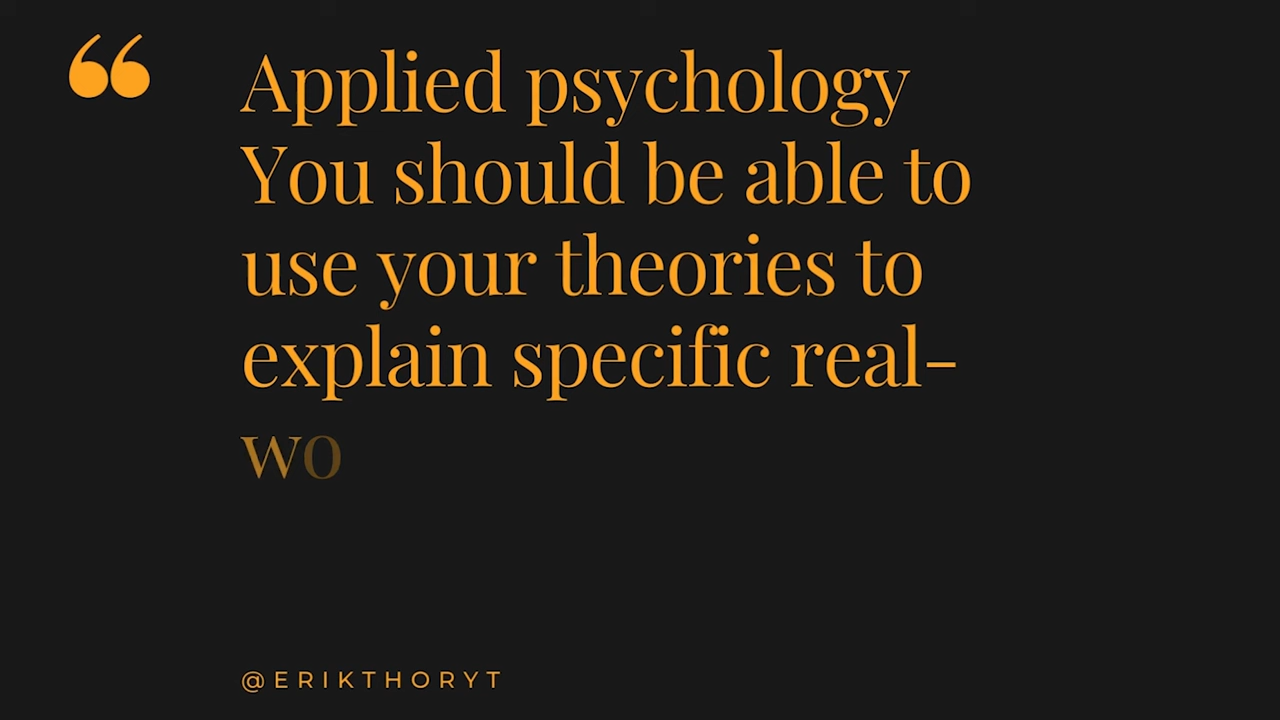 “
Applied psychology
You should be able to
use your theories to
explain specific real-
wo
@ERIKTHORYT